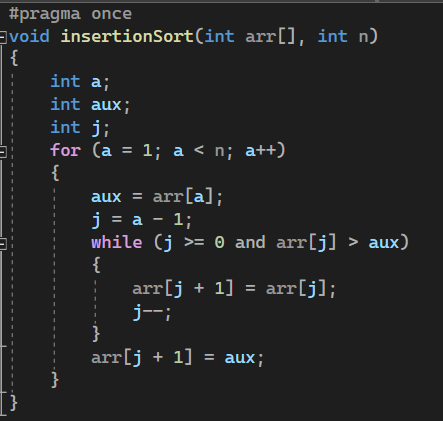 #pragma once
void insertionSort(int arr[], int n)
{
    int a;
    int aux;
    int j;
    for (a = 1; a < n; a++)
    {
        aux = arr[a];
        j = a - 1;
        while (j >= 0 and arr[j] > aux)
        {
            arr[j + 1] = arr[j];
            j--;
        }
        arr[j + 1] = aux;
    }
}